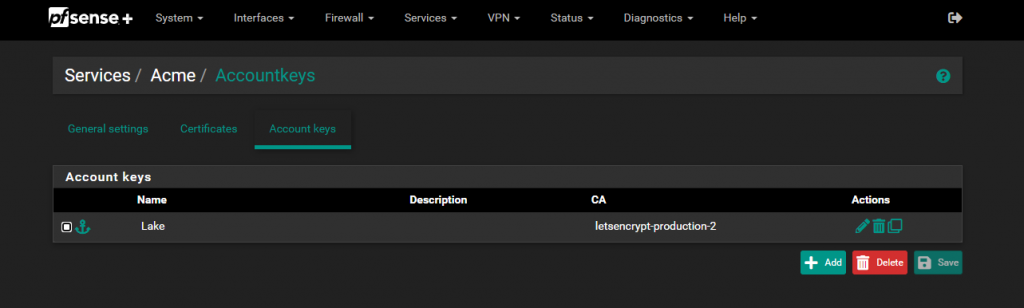 pfsense + System Interfaces Firewall Services VPN Status Diagnostics Help
Services / Acme / Accountkeys
General settings Certificates Account keys
Account keys
Name Description CA Actions
Lake letsencrypt-production-2
Add Delete Save